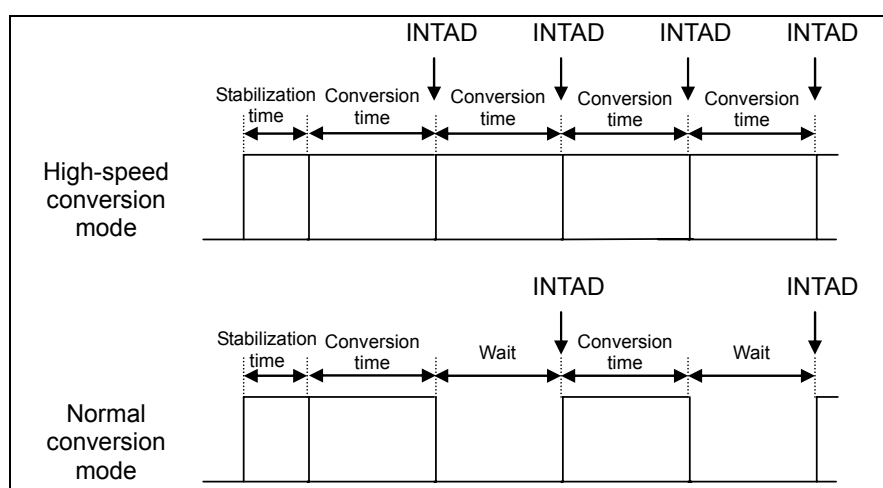 INTAD INTAD INTAD INTAD
Stabilization time
Conversion time
Conversion time
Conversion time
Conversion time
High-speed
conversion
mode
INTAD INTAD
Stabilization
time
Conversion
time
Wait
Conversion
time
Wait
Normal
conversion
mode